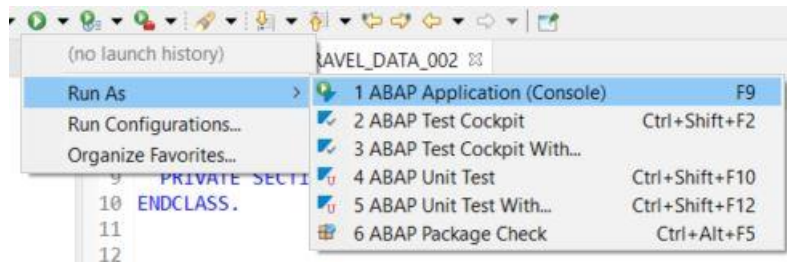 (no launch history)
RAVEL_DATA_002
Run As
1 ABAP Application (Console) F9
Run Configurations...
2 ABAP Test Cockpit Ctrl+Shift+F2
Organize Favorites...
3 ABAP Test Cockpit With...
4 ABAP Unit Test Ctrl+Shift+F10
5 ABAP Unit Test With... Ctrl+Shift+F12
6 ABAP Package Check Ctrl+Alt+F5
9 PRIVATE SECTI
10 ENDCLASS.
11
12